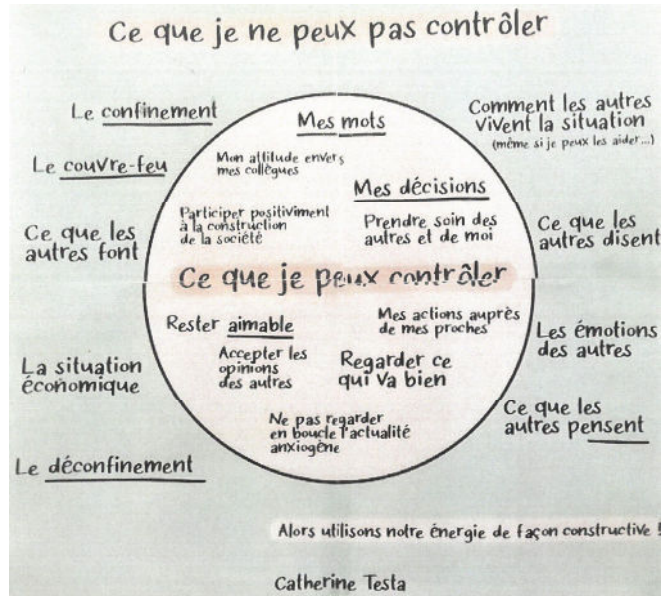 Ce que je ne peux pas contrôler
Le confinement
Mes mots
Comment les autres
vivent la situation
(même si je peux les aider...)
Le couvre-feu
Mon attitude envers
mes collègues
Mes décisions
Participer positiviment
à la construction
de la société
Prendre soin des
autres et de moi
Ce que les
autres font
Ce que les
autres disent
Ce que je peux contrôler
Rester aimable
Mes actions auprès
de mes proches
Les émotions
des autres
La situation
économique
Accepter les
opinions
des autres
Regarder ce
qui va bien
Ce que les
autres pensent
Ne pas regarder
en boucle l'actualité
anxiogène
Le déconfinement
Alors utilisons notre énergie de façon constructive !
Catherine Testa